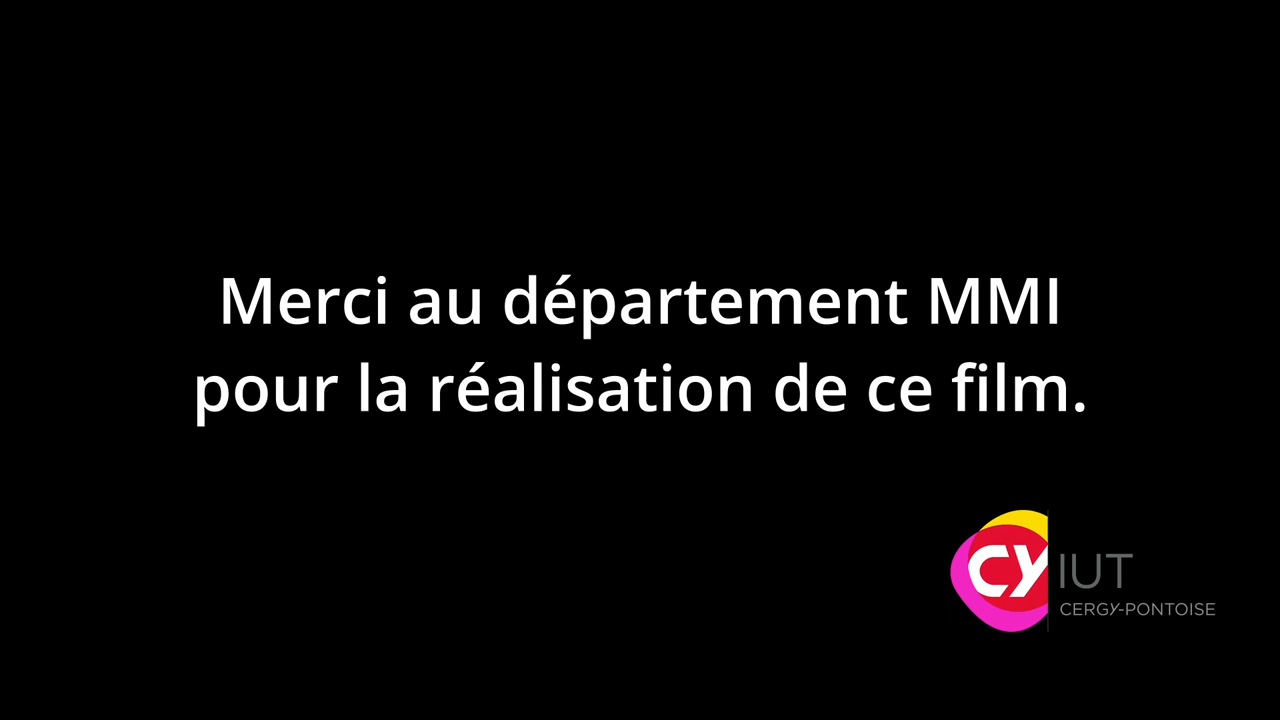 Merci au département MMI
pour la réalisation de ce film.
CY
IUT
CERGY-PONTOISE